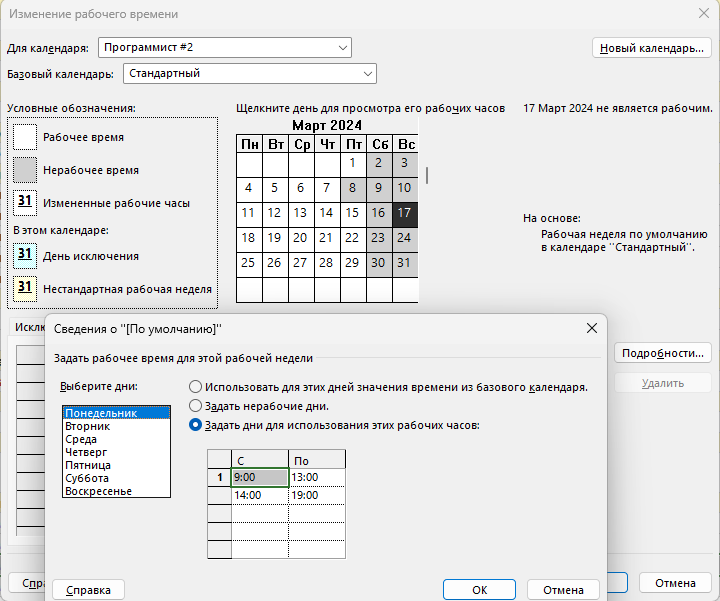 Изменение рабочего времени
Для календаря: Программист #2
Новый календарь...
Базовый календарь: Стандартный
Условные обозначения:
Рабочее время
Нерабочее время
31 Измененные рабочие часы
В этом календаре:
31 День исключения
31 Нестандартная рабочая неделя
Щелкните день для просмотра его рабочих часов
Март 2024
Пн Вт Ср Чт Пт Сб Вс
1 2 3
4 5 6 7 8 9 10
11 12 13 14 15 16 17
18 19 20 21 22 23 24
25 26 27 28 29 30 31
17 Март 2024 не является рабочим.
На основе:
Рабочая неделя по умолчанию
в календаре "Стандартный".
Подробности...
Удалить
Сведения о "[По умолчанию]"
Задать рабочее время для этой рабочей недели
Выберите дни:
Понедельник
Вторник
Среда
Четверг
Пятница
Суббота
Воскресенье
Использовать для этих дней значения времени из базового календаря.
Задать нерабочие дни.
Задать дни для использования этих рабочих часов:
С По
1 9:00 13:00
14:00 19:00
Справка
ОК
Отмена
Отмена